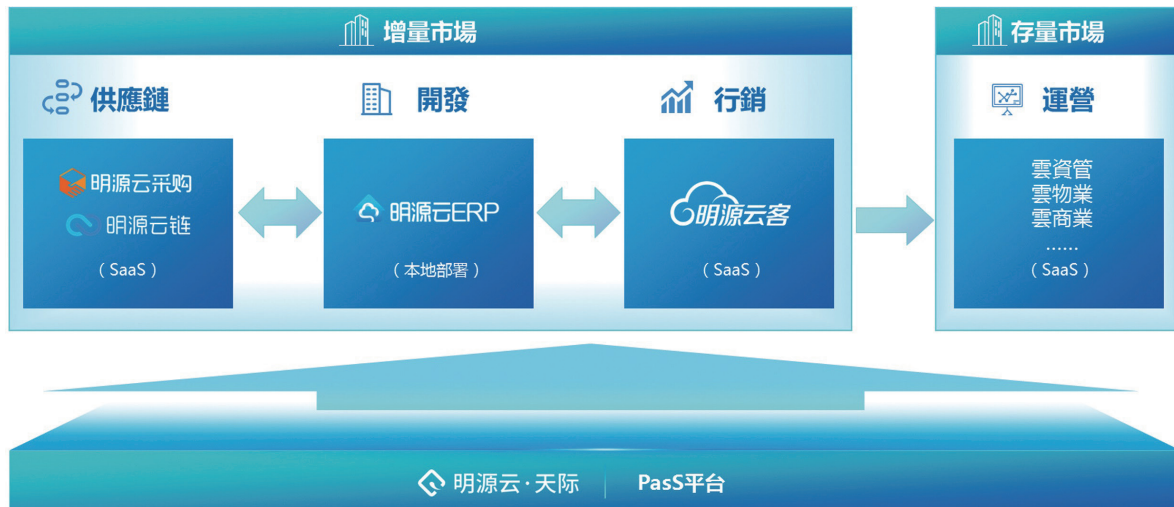 增量市場
供應鏈
開發
行銷
明源云采购
明源云链
（SaaS）
明源云ERP
（本地部署）
明源云客
（SaaS）
存量市場
運營
雲資管
雲物業
雲商業
......
（SaaS）
明源云·天际
PasS平台